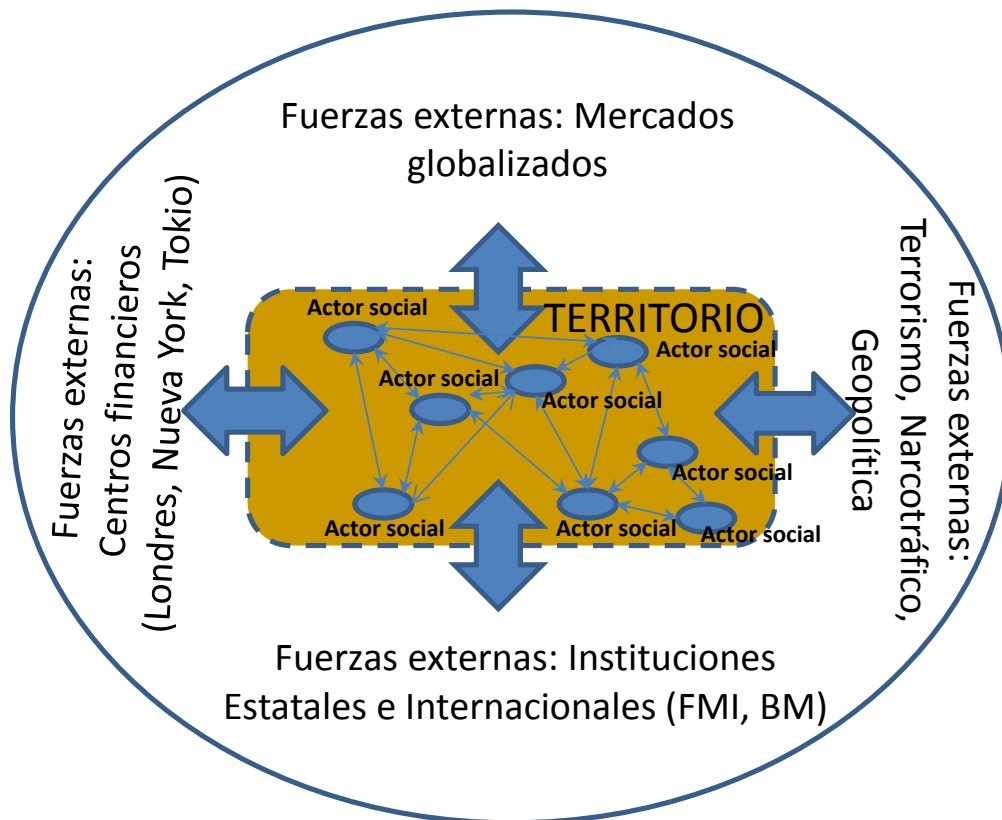 Fuerzas externas: Mercados
globalizados
Fuerzas externas:
Centros financieros
(Londres, Nueva York, Tokio)
TERRITORIO
Actor social
Actor social
Actor social
Actor social
Actor social
Actor social
Actor social
Actor social
Fuerzas externas:
Terrorismo, Narcotráfico,
Geopolítica
Fuerzas externas: Instituciones
Estatales e Internacionales (FMI, BM)